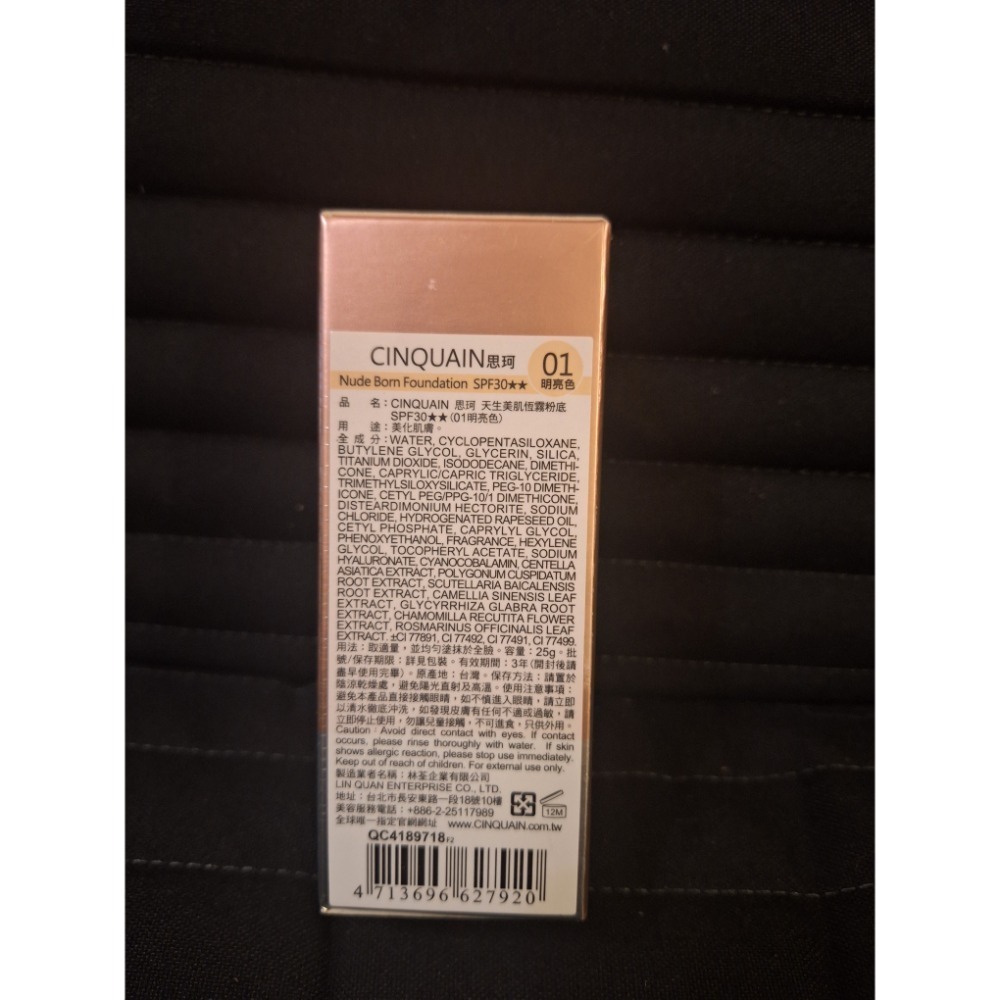 CINQUAIN思珂
01
明亮色
Nude Born Foundation SPF30★★
品 名：CINQUAIN 思珂 天生美肌恆霧粉底
SPF30★★(01明亮色)
用 途：美化肌膚。
全 成 分：WATER, CYCLOPENTASILOXANE,
BUTYLENE GLYCOL, GLYCERIN, SILICA,
TITANIUM DIOXIDE, ISODODECANE, DIMETHI-
CONE, CAPRYLIC/CAPRIC TRIGLYCERIDE,
TRIMETHYLSILOXYSILICATE, PEG-10 DIMETH-
ICONE, CETYL PEG/PPG-10/1 DIMETHICONE,
DISTEARDIMONIUM HECTORITE, SODIUM
CHLORIDE, HYDROGENATED RAPESEED OIL,
CETYL PHOSPHATE, CAPRYLYL GLYCOL,
PHENOXYETHANOL, FRAGRANCE, HEXYLENE
GLYCOL, TOCOPHERYL ACETATE, SODIUM
HYALURONATE, CYANOCOBALAMIN, CENTELLA
ASIATICA EXTRACT, POLYGONUM CUSPIDATUM
ROOT EXTRACT, SCUTELLARIA BAICALENSIS
ROOT EXTRACT, CAMELLIA SINENSIS LEAF
EXTRACT, GLYCYRRHIZA GLABRA ROOT
EXTRACT, CHAMOMILLA RECUTITA FLOWER
EXTRACT, ROSMARINUS OFFICINALIS LEAF
EXTRACT. ±CI 77891, CI 77492, CI 77491, CI 77499.
用法：取適量，並均勻塗抹於全臉。容量：25g。批
號/保存期限：詳見包裝。有效期間：3年(開封後請
盡早使用完畢)。原產地：台灣。保存方法：請置於
陰涼乾燥處，避免陽光直射及高溫。使用注意事項：
避免本產品直接接觸眼睛，如不慎進入眼睛，請立即
以清水徹底沖洗，如發現皮膚有任何不適或過敏，請
立即停止使用，勿讓兒童接觸，不可進食，只供外用。
Caution : Avoid direct contact with eyes. If contact
occurs, please rinse thoroughly with water. If skin
shows allergic reaction, please stop use immediately.
Keep out of reach of children. For external use only.
製造業者名稱：林荃企業有限公司
LIN QUAN ENTERPRISE CO., LTD.
地址：台北市長安東路一段18號10樓
美容服務電話：+886-2-25117989
全球唯一指定官網網址 www.CINQUAIN.com.tw
12M
QC4189718F2
4 713696 627920